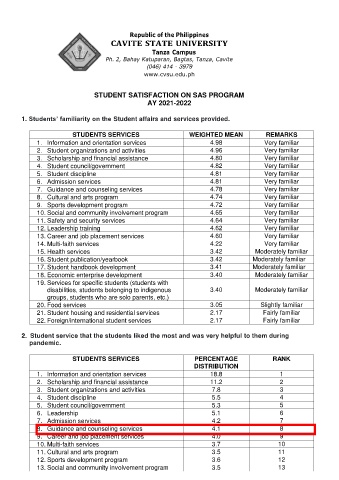 Republic of the Philippines
CAVITE STATE UNIVERSITY
Tanza Campus
Ph. 2, Bahay Katuparan, Bagtas, Tanza, Cavite
(046) 414 - 3979
www.cvsu.edu.ph
STUDENT SATISFACTION ON SAS PROGRAM
AY 2021-2022
1. Students' familiarity on the Student affairs and services provided.
STUDENTS SERVICES WEIGHTED MEAN REMARKS
1. Information and orientation services 4.98 Very familiar
2. Student organizations and activities 4.96 Very familiar
3. Scholarship and financial assistance 4.80 Very familiar
4. Student council/government 4.82 Very familiar
5. Student discipline 4.81 Very familiar
6. Admission services 4.81 Very familiar
7. Guidance and counseling services 4.78 Very familiar
8. Cultural and arts program 4.74 Very familiar
9. Sports development program 4.72 Very familiar
10. Social and community involvement program 4.65 Very familiar
11. Safety and security services 4.64 Very familiar
12. Leadership training 4.62 Very familiar
13. Career and job placement services 4.60 Very familiar
14. Multi-faith services 4.22 Very familiar
15. Health services 3.42 Moderately familiar
16. Student publication/yearbook 3.42 Moderately familiar
17. Student handbook development 3.41 Moderately familiar
18. Economic enterprise development 3.40 Moderately familiar
19. Services for specific students (students with
disabilities, students belonging to indigenous
groups, students who are solo parents, etc.) 3.40 Moderately familiar
20. Food services 3.05 Slightly familiar
21. Student housing and residential services 2.17 Fairly familiar
22. Foreign/International student services 2.17 Fairly familiar
2. Student service that the students liked the most and was very helpful to them during
pandemic.
STUDENTS SERVICES PERCENTAGE DISTRIBUTION RANK
1. Information and orientation services 18.8 1
2. Scholarship and financial assistance 11.2 2
3. Student organizations and activities 7.8 3
4. Student discipline 5.5 4
5. Student council/government 5.3 5
6. Leadership 5.1 6
7. Admission services 4.2 7
8. Guidance and counseling services 4.1 8
9. Career and job placement services 4.0 9
10. Multi-faith services 3.7 10
11. Cultural and arts program 3.5 11
12. Sports development program 3.6 12
13. Social and community involvement program 3.5 13